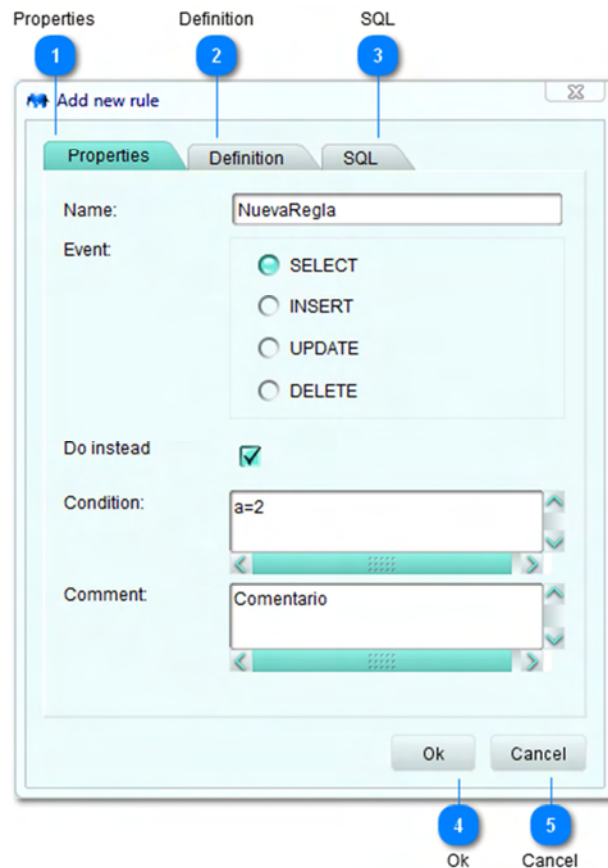 Properties Definition SQL
1 2 3
Add new rule
Properties Definition SQL
Name: NuevaRegla
Event: SELECT
INSERT
UPDATE
DELETE
Do instead
Condition: a=2
Comment: Comentario
Ok Cancel
4 5
Ok Cancel